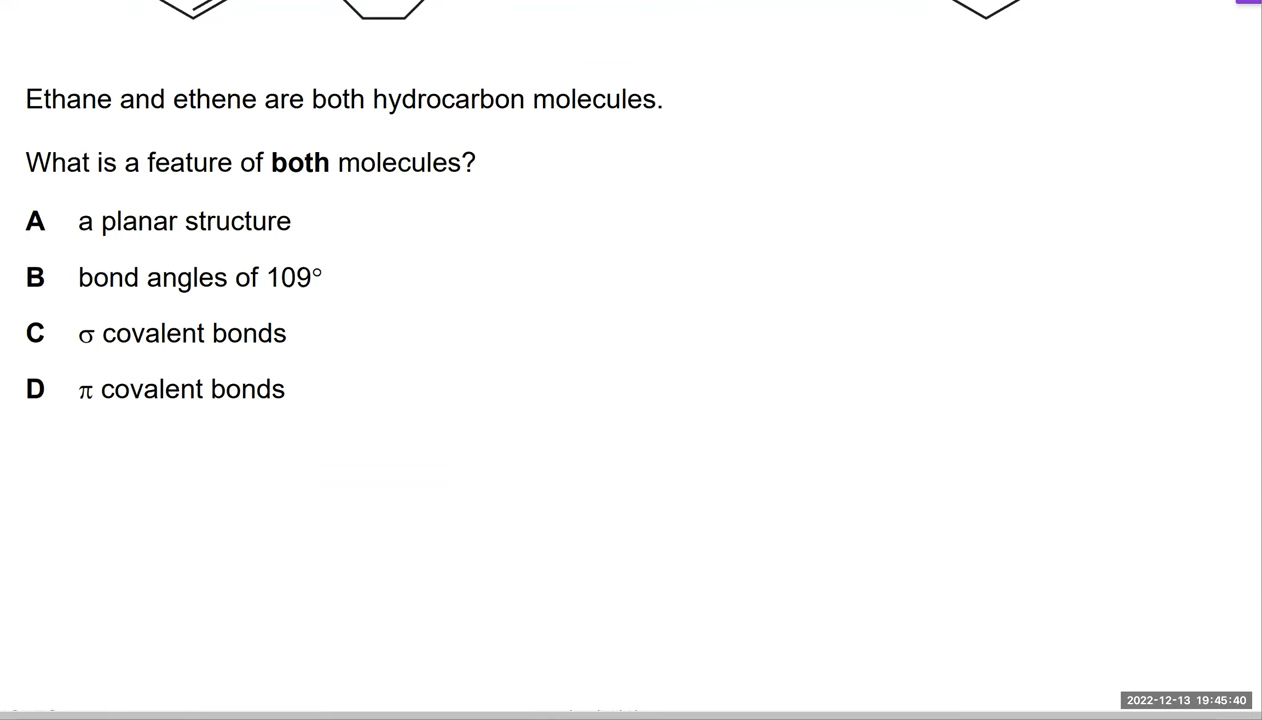 Ethane and ethene are both hydrocarbon molecules.
What is a feature of both molecules?
A a planar structure
B bond angles of 109°
C σ covalent bonds
D π covalent bonds
2022-12-13 19:45:40